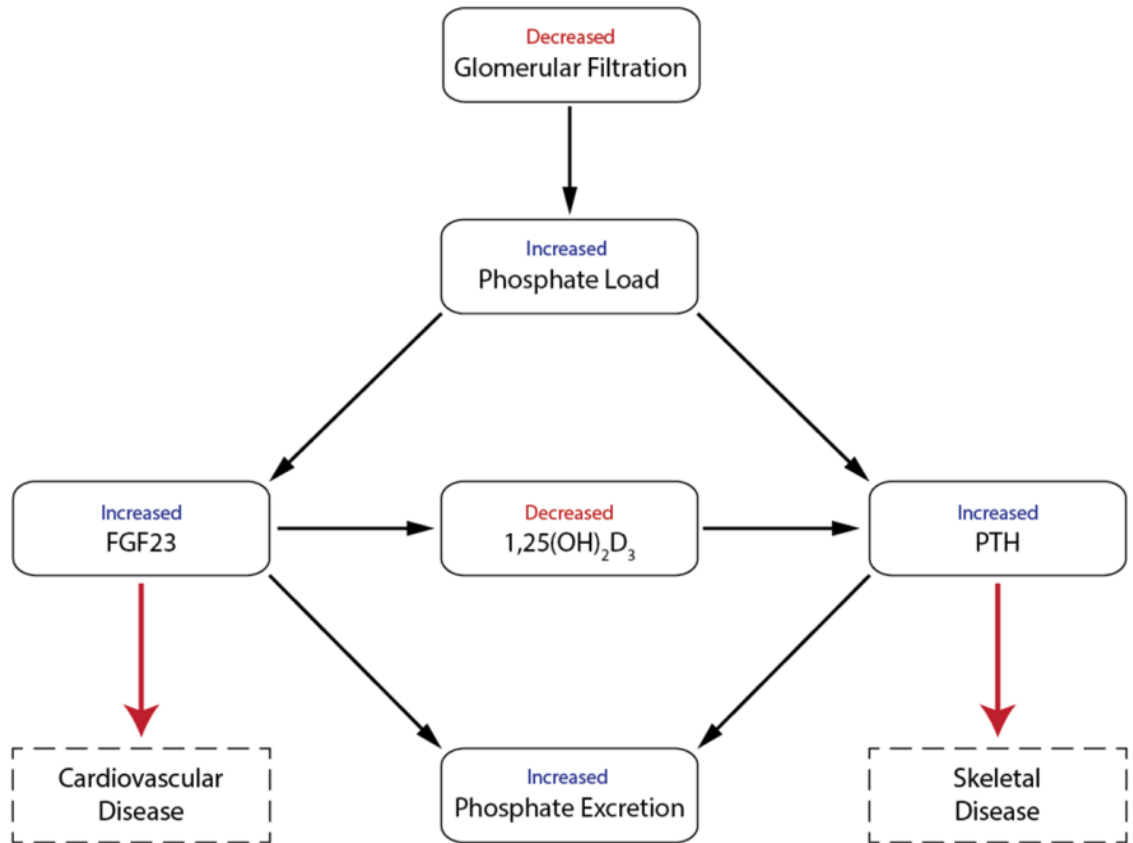 Decreased
Glomerular Filtration
Increased
Phosphate Load
Increased
FGF23
Decreased
1,25(OH)₂D₃
Increased
PTH
Cardiovascular
Disease
Increased
Phosphate Excretion
Skeletal
Disease